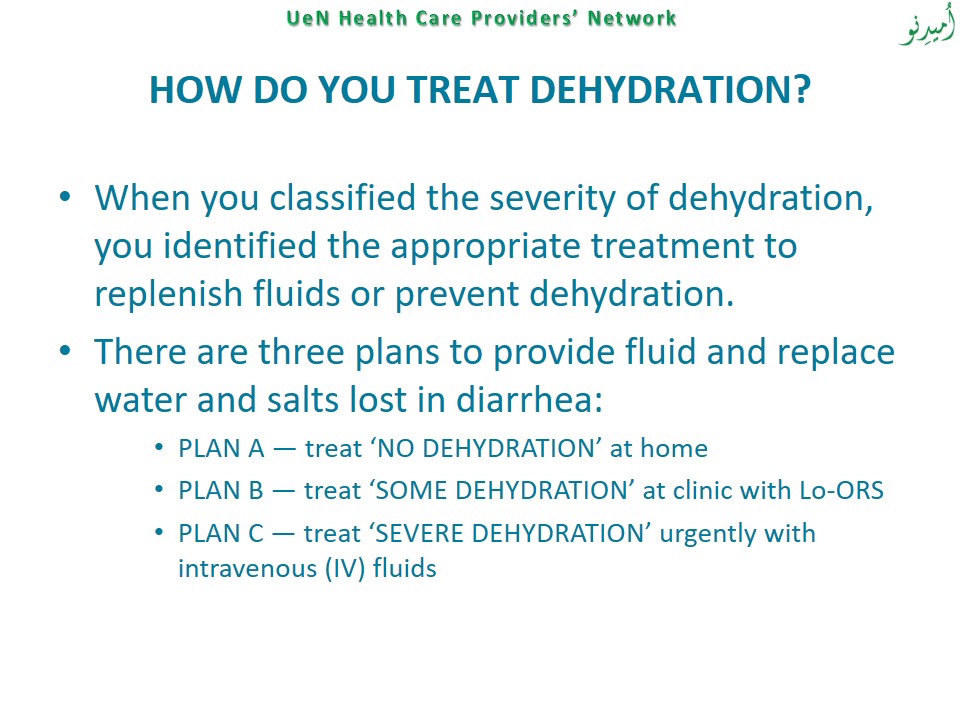 UeN Health Care Providers’ Network
اُمیدِنو
HOW DO YOU TREAT DEHYDRATION?
• When you classified the severity of dehydration,
you identified the appropriate treatment to
replenish fluids or prevent dehydration.
• There are three plans to provide fluid and replace
water and salts lost in diarrhea:
• PLAN A — treat ‘NO DEHYDRATION’ at home
• PLAN B — treat ‘SOME DEHYDRATION’ at clinic with Lo-ORS
• PLAN C — treat ‘SEVERE DEHYDRATION’ urgently with
intravenous (IV) fluids